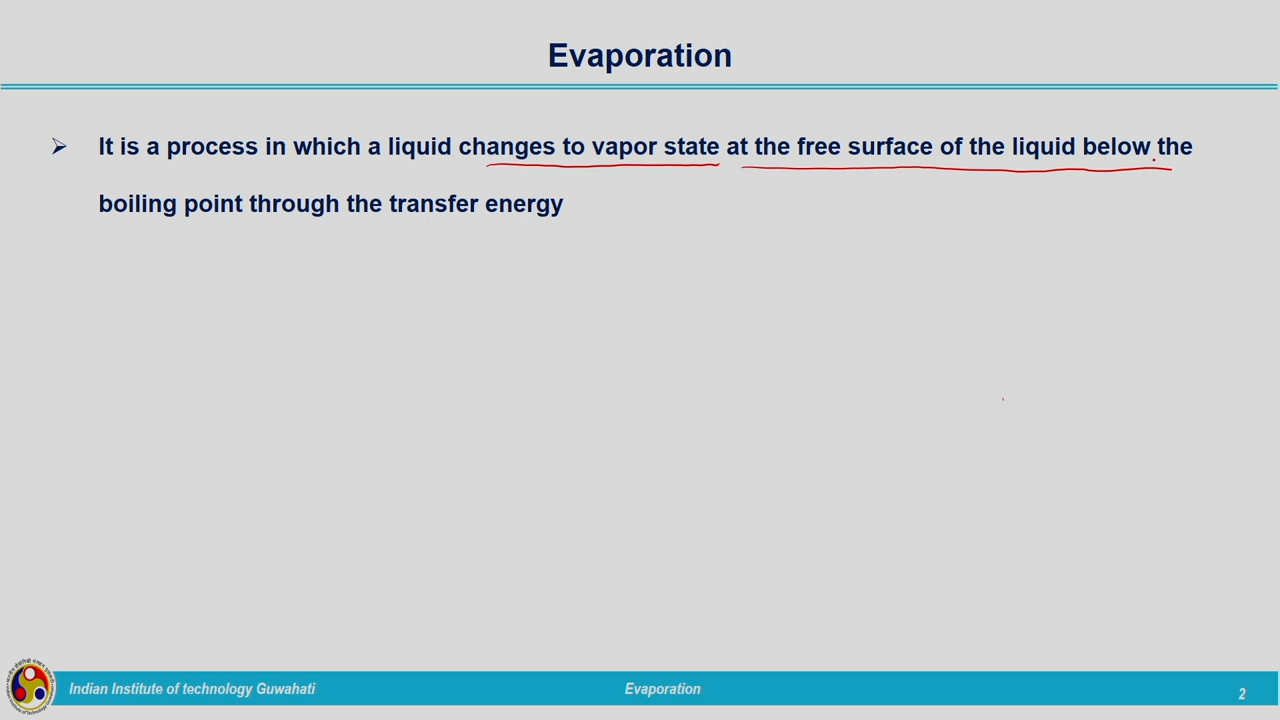 Evaporation
It is a process in which a liquid changes to vapor state at the free surface of the liquid below the
boiling point through the transfer energy
Indian Institute of technology Guwahati
Evaporation
2